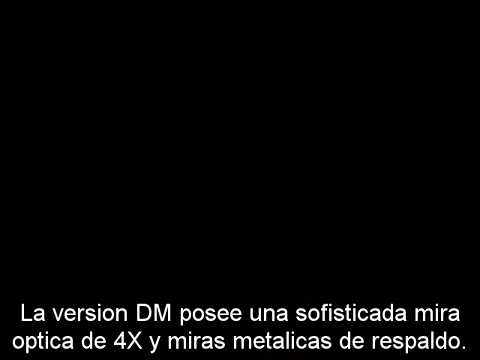 La version DM posee una sofisticada mira
optica de 4X y miras metalicas de respaldo.